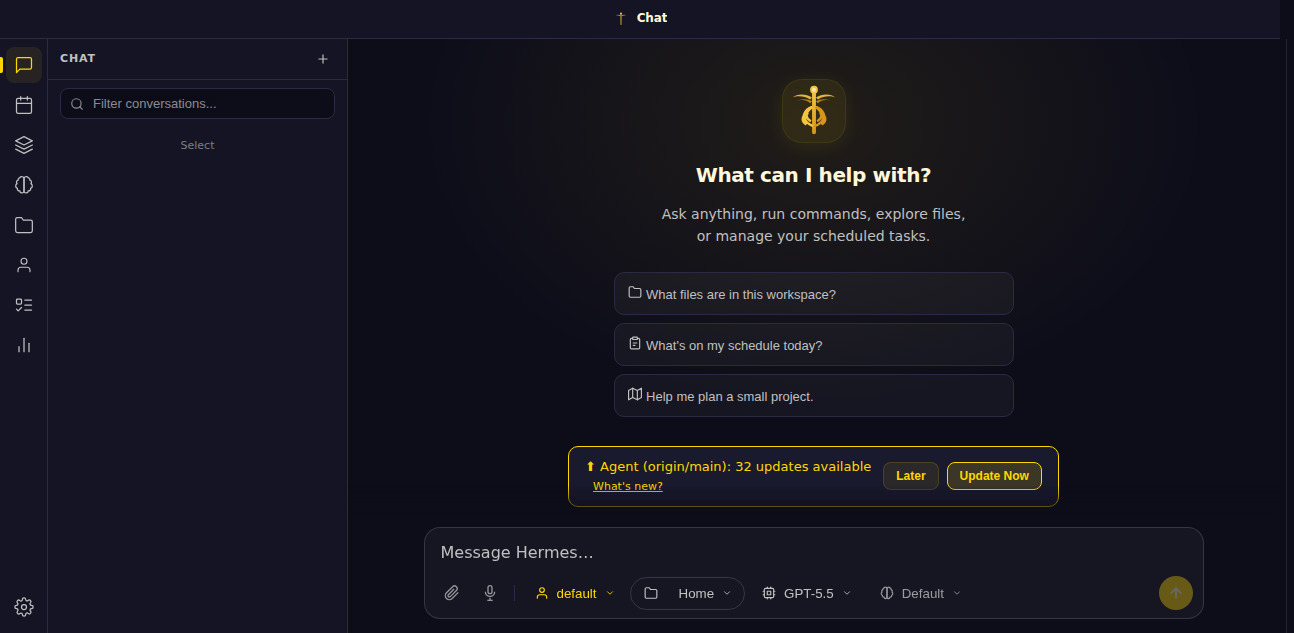 Chat
CHAT
Filter conversations...
Select
What can I help with?
Ask anything, run commands, explore files,
or manage your scheduled tasks.
What files are in this workspace?
What's on my schedule today?
Help me plan a small project.
⬆ Agent (origin/main): 32 updates available
What's new?
Later
Update Now
Message Hermes…
default
Home
GPT-5.5
Default